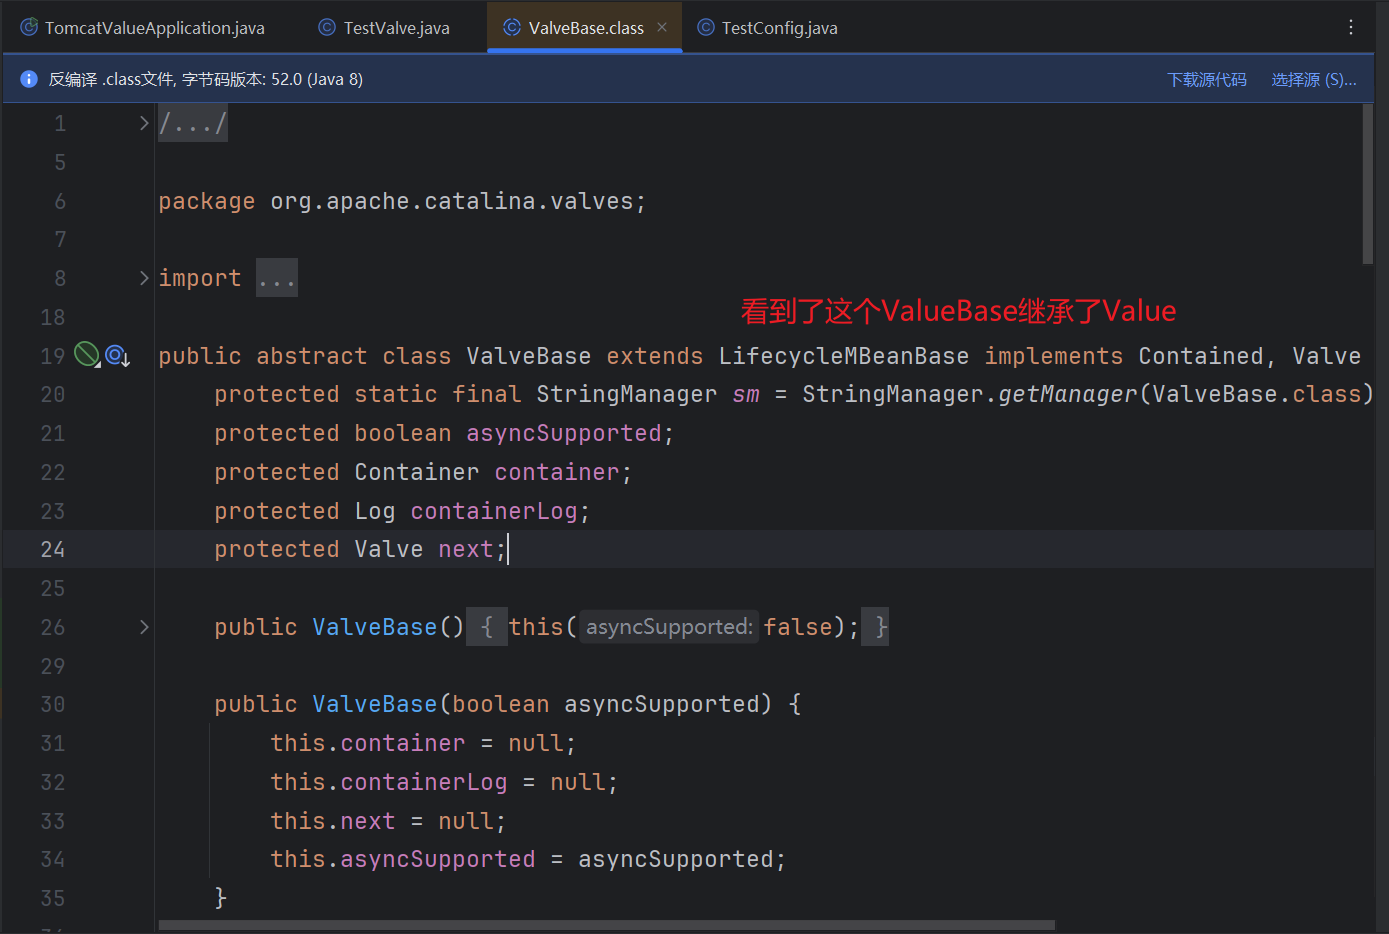 TomcatValueApplication.java TestValve.java ValveBase.class TestConfig.java
反编译 .class文件, 字节码版本: 52.0 (Java 8) 下载源代码 选择源 (S)...
1 /.../
5
6 package org.apache.catalina.valves;
7
8 import ...
18 看到了这个ValueBase继承了Value
19 public abstract class ValveBase extends LifecycleMBeanBase implements Contained, Valve
20 protected static final StringManager sm = StringManager.getManager(ValveBase.class)
21 protected boolean asyncSupported;
22 protected Container container;
23 protected Log containerLog;
24 protected Valve next;
25
26 public ValveBase() { this( asyncSupported: false); }
29
30 public ValveBase(boolean asyncSupported) {
31 this.container = null;
32 this.containerLog = null;
33 this.next = null;
34 this.asyncSupported = asyncSupported;
35 }